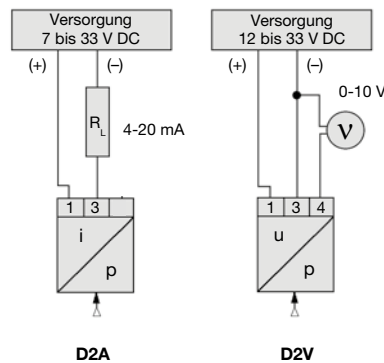 Versorgung
7 bis 33 V DC
(+)
(–)
R_L
4-20 mA
1 3
i
p
D2A
Versorgung
12 bis 33 V DC
(+)
(–)
0-10 V
V
1 3 4
u
p
D2V